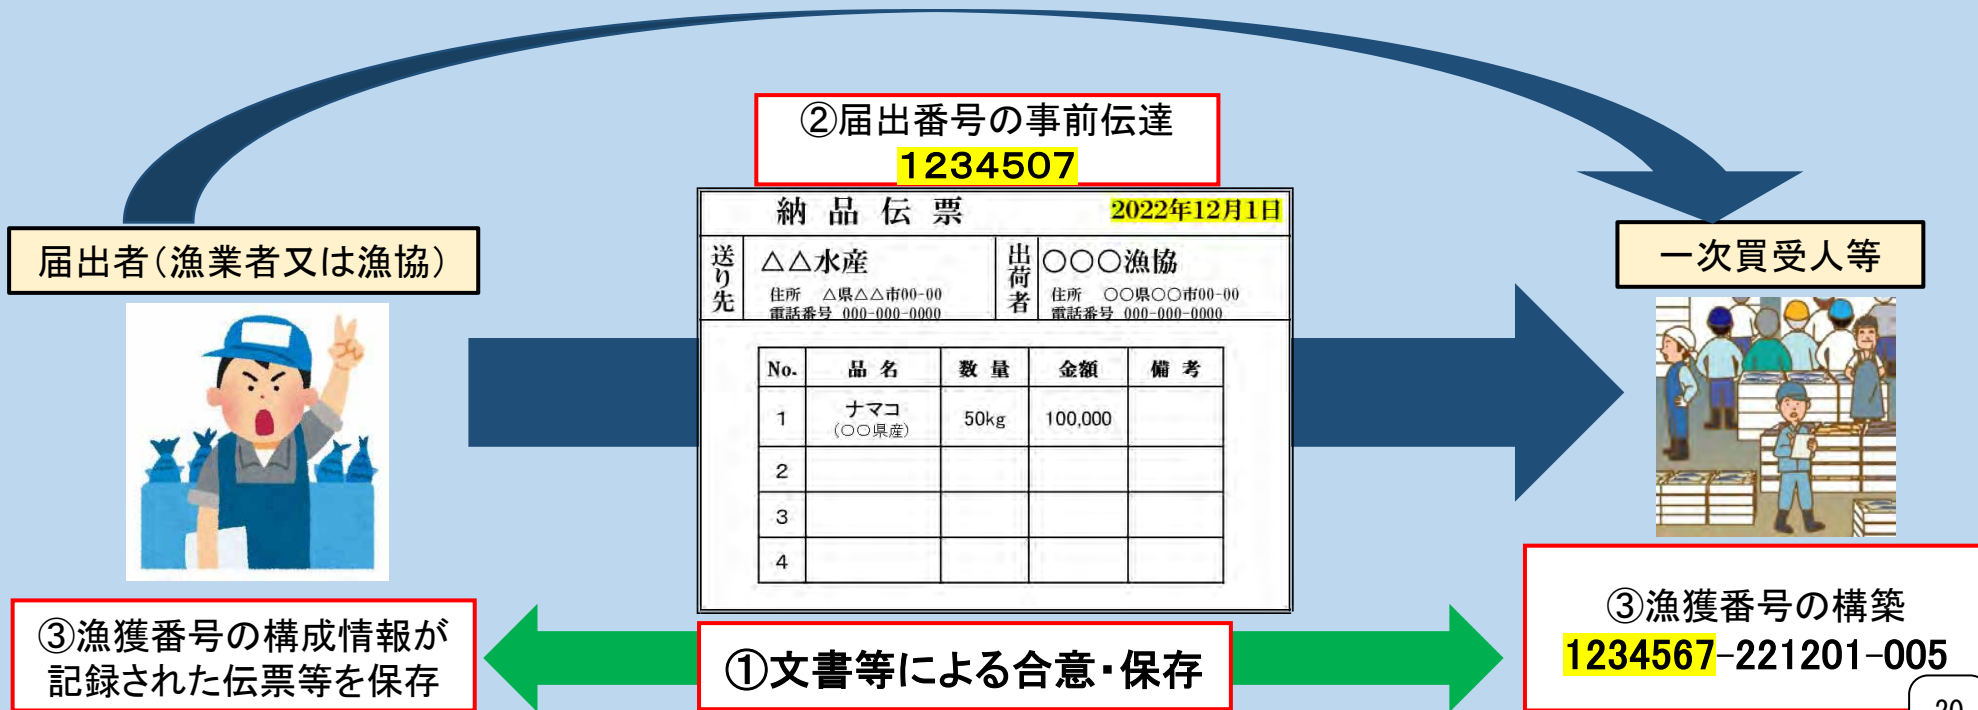 ②届出番号の事前伝達
1234507
届出者(漁業者又は漁協)
一次買受人等
納品伝票 2022年12月1日
送り先
△△水産
住所 △県△△市00-00
電話番号 000-000-0000
出荷者
○○○漁協
住所 ○○県○○市00-00
電話番号 000-000-0000
No. 品名 数量 金額 備考
1 ナマコ 50kg 100,000
(○○県産)
2
3
4
③漁獲番号の構成情報が
記録された伝票等を保存
①文書等による合意・保存
③漁獲番号の構築
1234567-221201-005